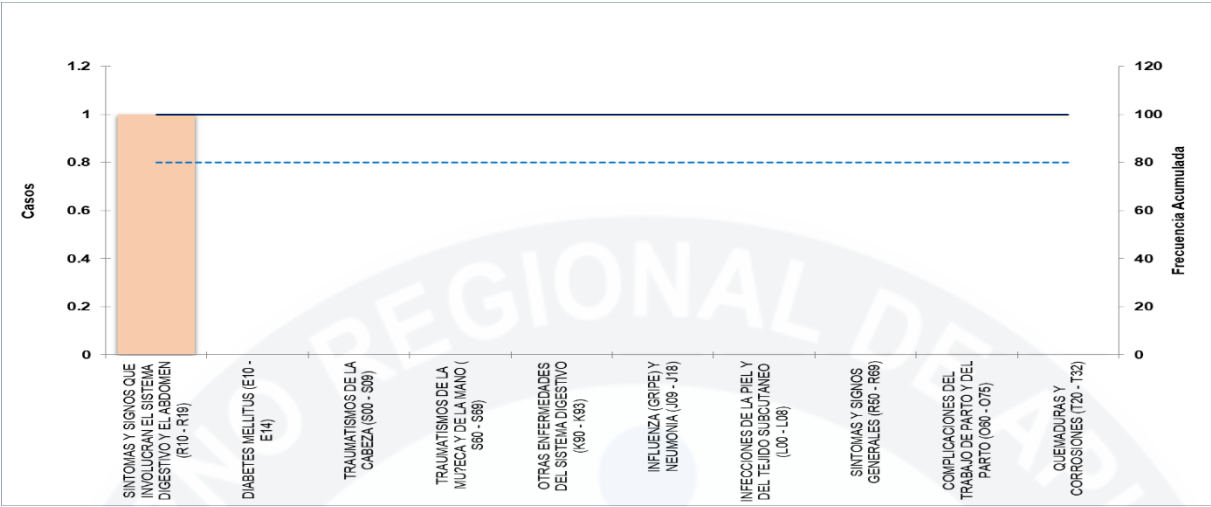 1.2
1
0.8
0.6
0.4
0.2
0
Casos
120
100
80
60
40
20
0
Frecuencia Acumulada
SINTOMAS Y SIGNOS QUE
INVOLUCRAN EL SISTEMA
DIGESTIVO Y EL ABDOMEN
(R10 - R19)
DIABETES MELLITUS (E10 -
E14)
TRAUMATISMOS DE LA
CABEZA (S00 - S09)
TRAUMATISMOS DE LA
MU?ECA Y DE LA MANO (
S60 - S69)
OTRAS ENFERMEDADES
DEL SISTEMA DIGESTIVO
(K90 - K93)
INFLUENZA (GRIPE) Y
NEUMONIA (J09 - J18)
INFECCIONES DE LA PIEL Y
DEL TEJIDO SUBCUTANEO
(L00 - L08)
SINTOMAS Y SIGNOS
GENERALES (R50 - R69)
COMPLICACIONES DEL
TRABAJO DE PARTO Y DEL
PARTO (O60 - O75)
QUEMADURAS Y
CORROSIONES (T20 - T32)
REGIONAL DE